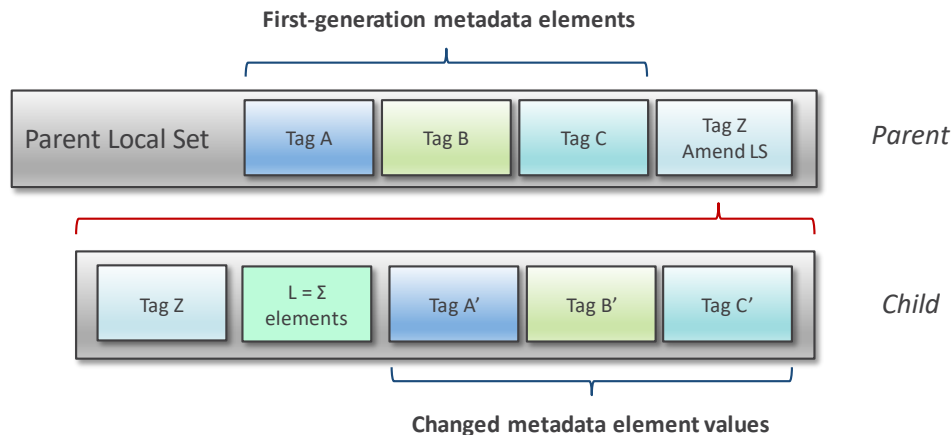 First-generation metadata elements
Parent Local Set
Tag A
Tag B
Tag C
Tag Z
Amend LS
Parent
Tag Z
L = Σ
elements
Tag A’
Tag B’
Tag C’
Child
Changed metadata element values